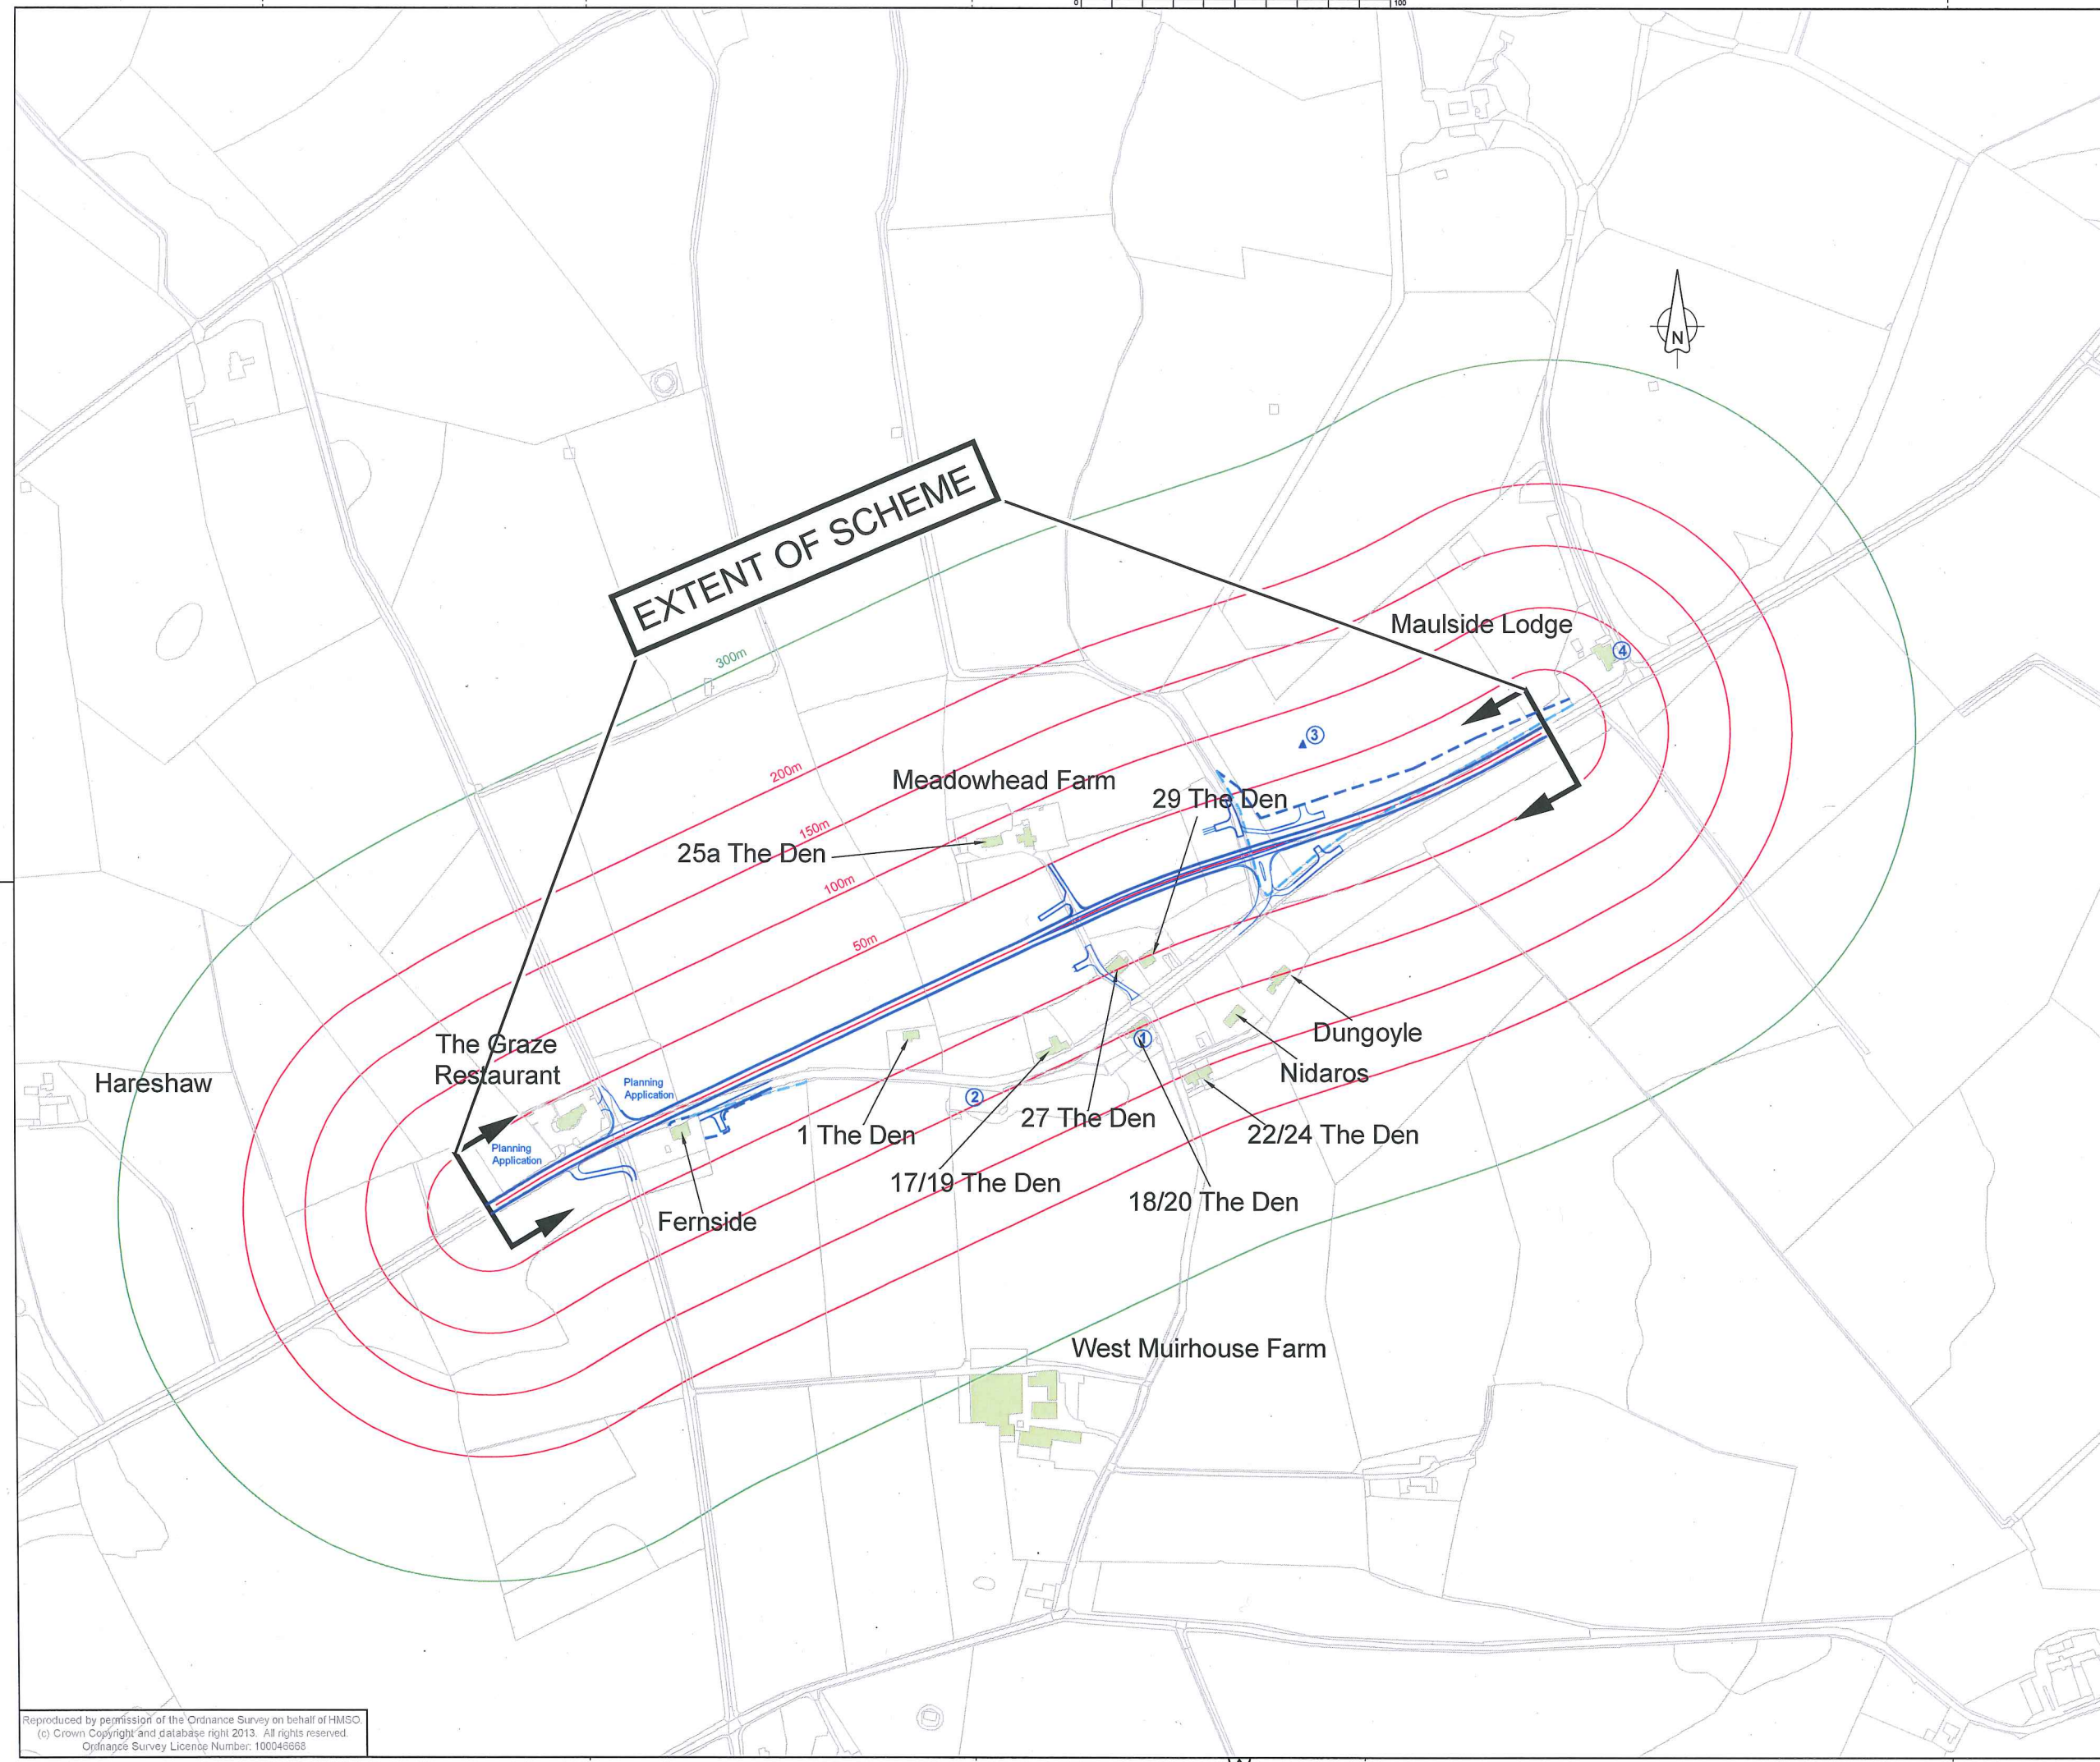 0
100
N
EXTENT OF SCHEME
Maulside Lodge
4
300m
200m
3
Meadowhead Farm
29 The Den
150m
25a The Den
100m
50m
The Graze
Restaurant
Hareshaw
Planning
Application
Planning
Application
Dungoyle
1
Nidaros
2
27 The Den
1 The Den
22/24 The Den
17/19 The Den
18/20 The Den
Fernside
West Muirhouse Farm
Reproduced by permission of the Ordnance Survey on behalf of HMSO.
(c) Crown Copyright and database right 2013. All rights reserved.
Ordnance Survey Licence Number: 100046668